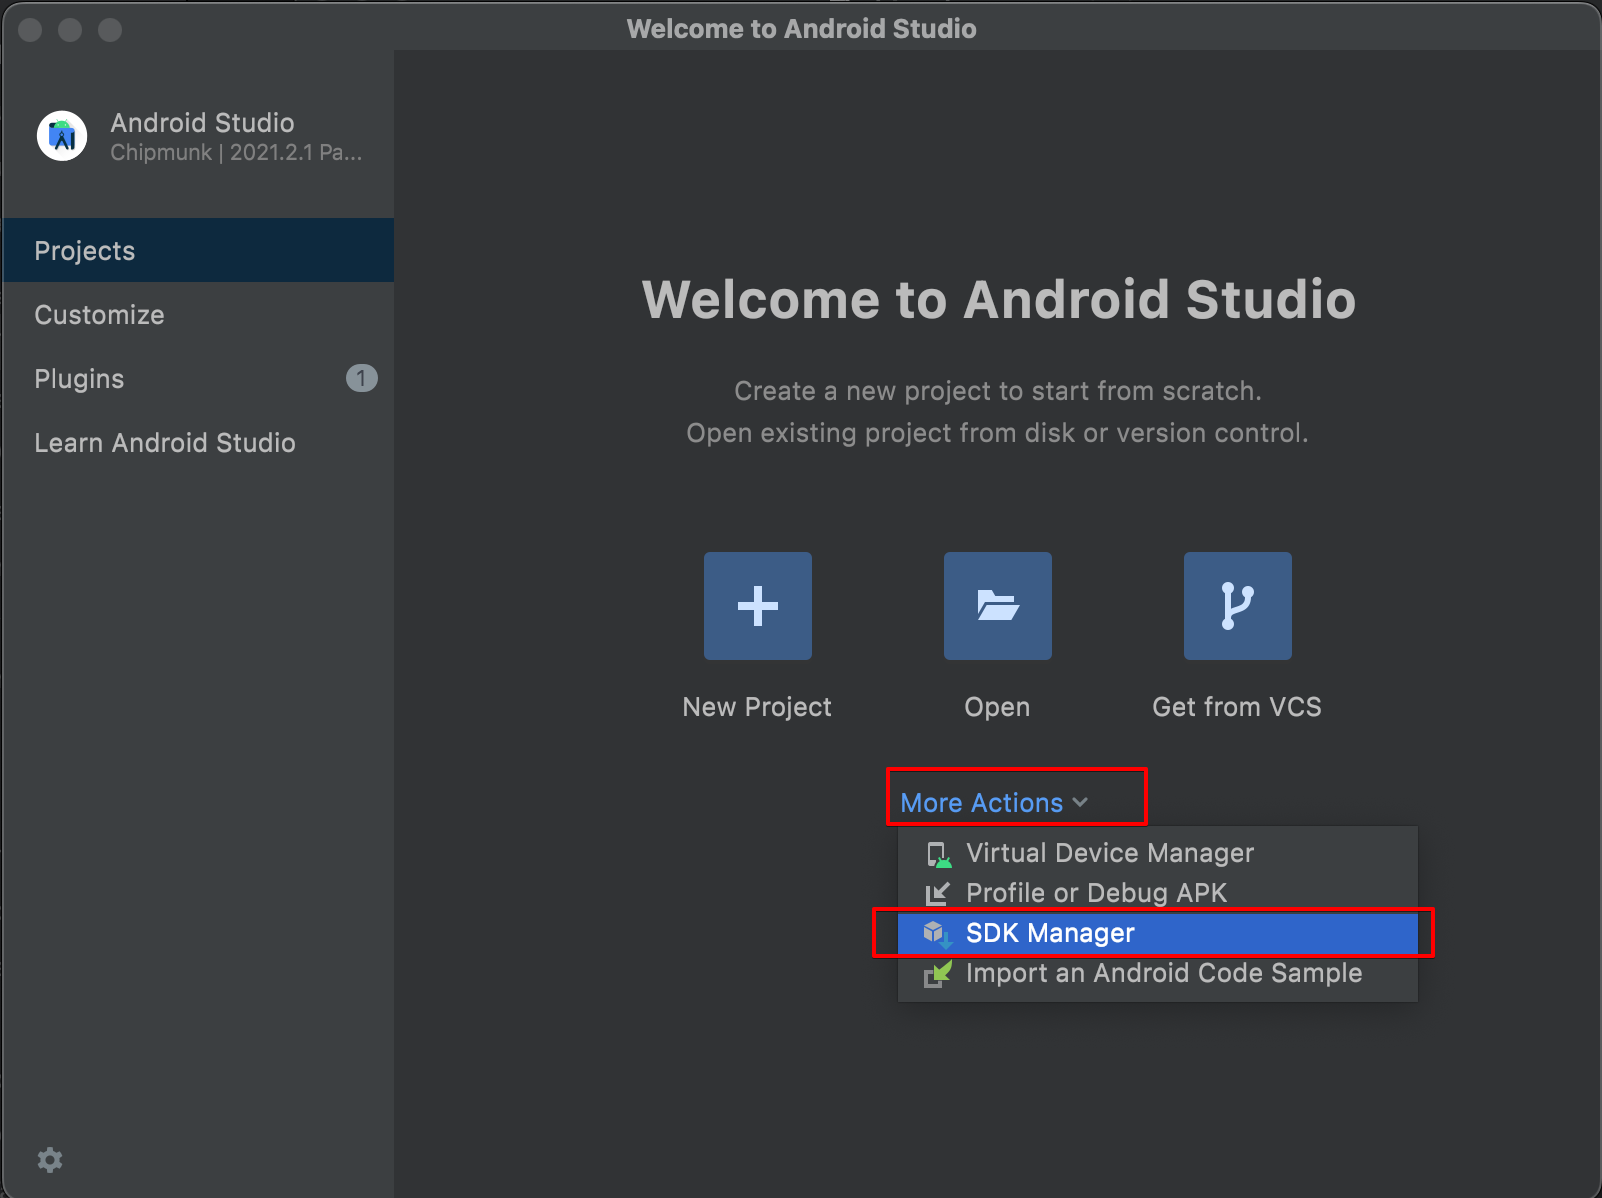 Welcome to Android Studio
Android Studio
Chipmunk | 2021.2.1 Pa...
Projects
Customize
Plugins
1
Learn Android Studio
Welcome to Android Studio
Create a new project to start from scratch.
Open existing project from disk or version control.
New Project
Open
Get from VCS
More Actions
Virtual Device Manager
Profile or Debug APK
SDK Manager
Import an Android Code Sample